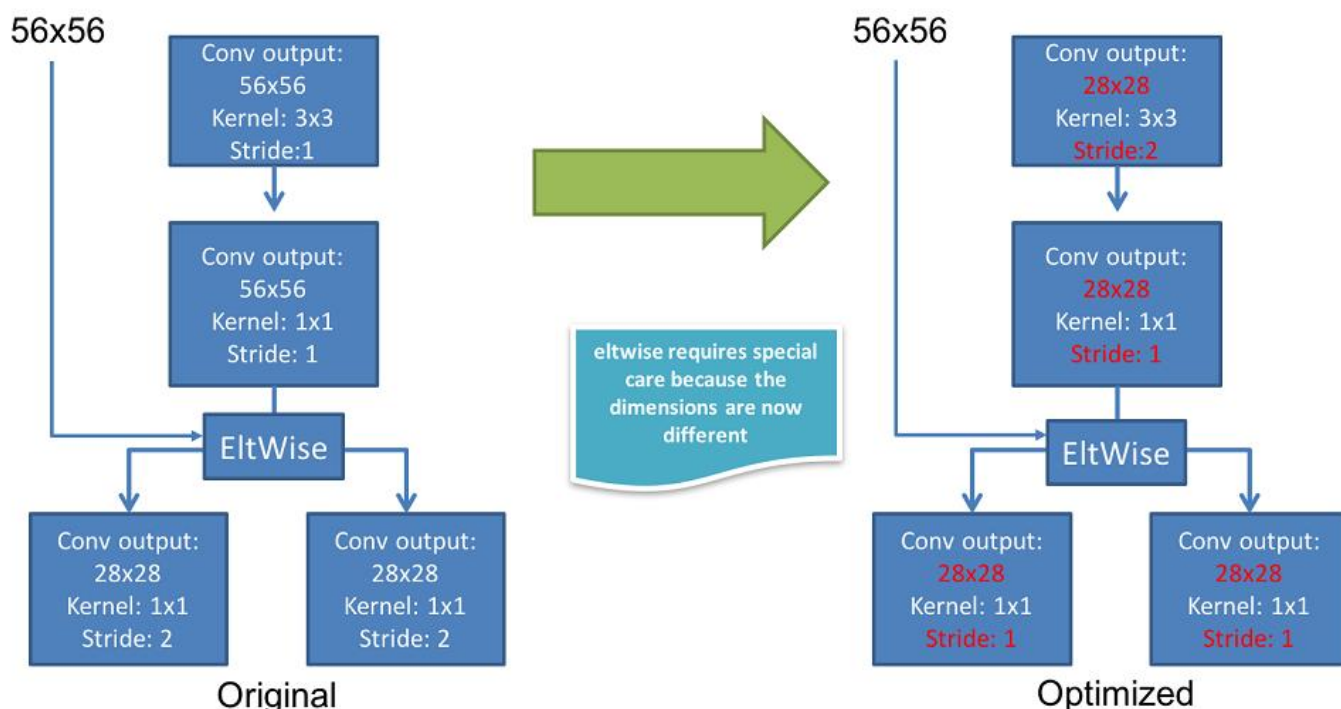 56x56
Conv output:
56x56
Kernel: 3x3
Stride:1
Conv output:
56x56
Kernel: 1x1
Stride: 1
EltWise
Conv output:
28x28
Kernel: 1x1
Stride: 2
Conv output:
28x28
Kernel: 1x1
Stride: 2
Original
eltwise requires special
care because the
dimensions are now
different
56x56
Conv output:
28x28
Kernel: 3x3
Stride:2
Conv output:
28x28
Kernel: 1x1
Stride: 1
EltWise
Conv output:
28x28
Kernel: 1x1
Stride: 1
Conv output:
28x28
Kernel: 1x1
Stride: 1
Optimized